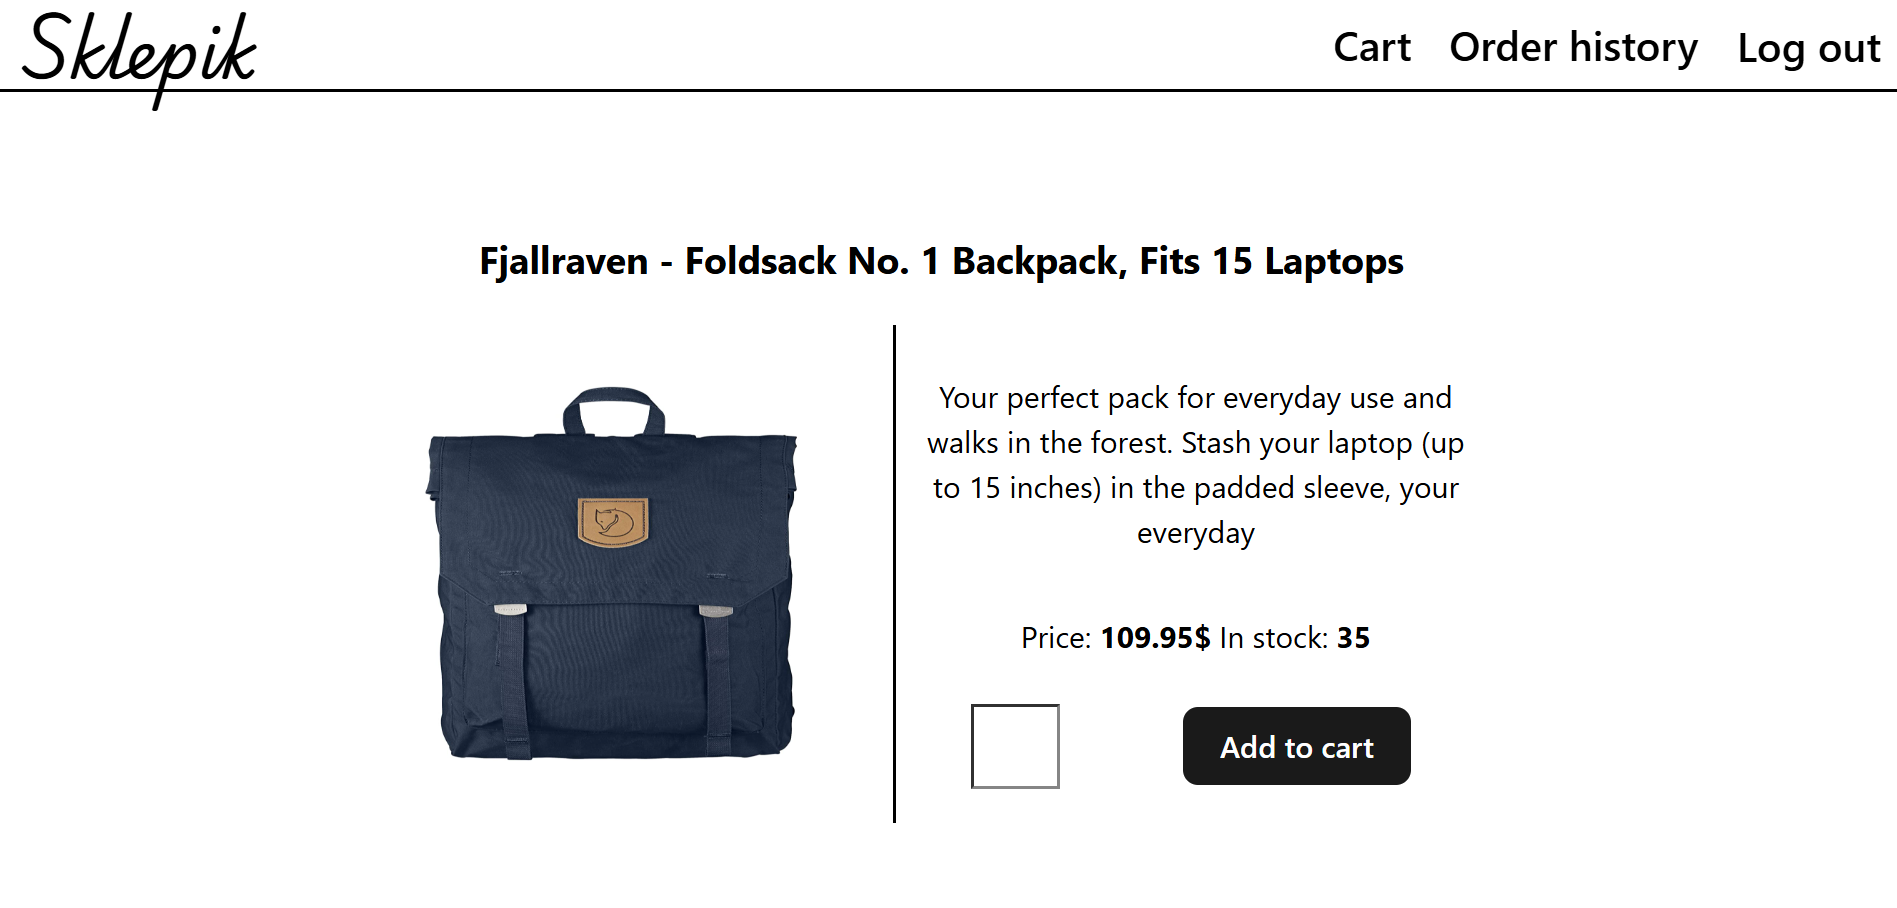 Sklepik
Cart
Order history
Log out
Fjallraven - Foldsack No. 1 Backpack, Fits 15 Laptops
Your perfect pack for everyday use and
walks in the forest. Stash your laptop (up
to 15 inches) in the padded sleeve, your
everyday
Price: 109.95$ In stock: 35
Add to cart